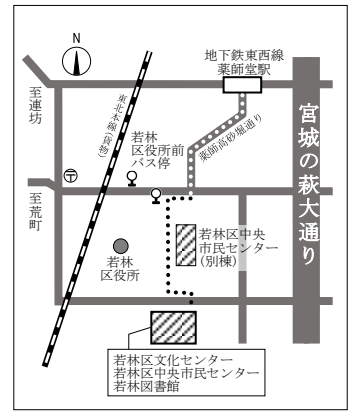 N
地下鉄東西線
薬師堂駅
至連坊
東北本線(貨物)
宮城の萩大通り
若林
区役所前
バス停
薬師高砂堀通り
至荒町
若林区中央
市民センター
(別棟)
若林
区役所
若林区文化センター
若林区中央市民センター
若林図書館